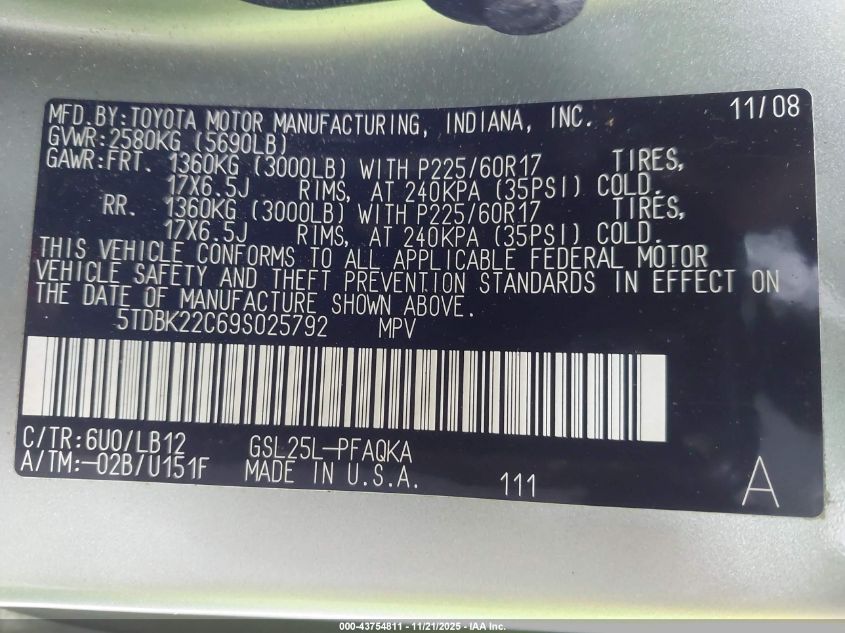 MFD.BY:TOYOTA MOTOR MANUFACTURING, INDIANA, INC. 11/08
GVWR:2580KG (5690LB)
GAWR:FRT. 1360KG (3000LB) WITH P225/60R17 TIRES,
17X6.5J RIMS, AT 240KPA (35PSI) COLD.
RR. 1360KG (3000LB) WITH P225/60R17 TIRES,
17X6.5J RIMS, AT 240KPA (35PSI) COLD.
THIS VEHICLE CONFORMS TO ALL APPLICABLE FEDERAL MOTOR
VEHICLE SAFETY AND THEFT PREVENTION STANDARDS IN EFFECT ON
THE DATE OF MANUFACTURE SHOWN ABOVE.
5TDBK22C69S025792 MPV
C/TR:6U0/LB12 GSL25L-PFAQKA
A/TM:-02B/U151F MADE IN U.S.A. 111 A
000-43754811 - 11/21/2025 - IAA Inc.